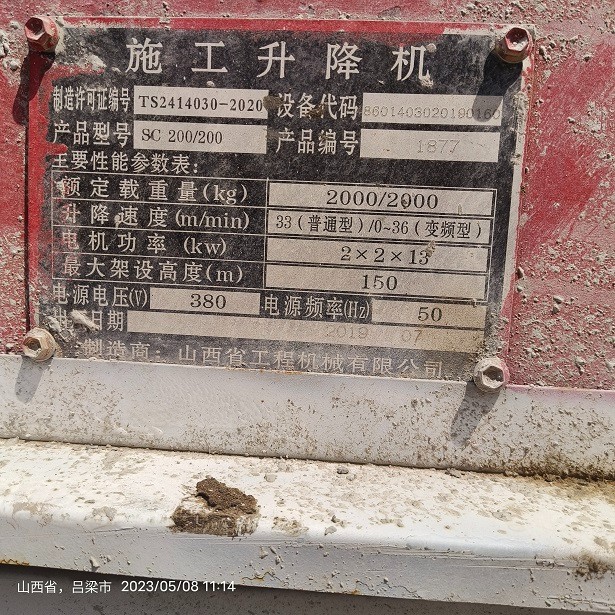 施工升降机
制造许可证编号 TS2414030-2020 设备代码 8601403020190160
产品型号 SC 200/200 产品编号 1877
主要性能参数表:
额定载重量(kg) 2000/2000
升降速度(m/min) 33(普通型)/0~36(变频型)
电机功率(kw) 2×2×13
最大架设高度(m) 150
电源电压(V) 380 电源频率(Hz) 50
日期 2019 07
制造商:山西省工程机械有限公司
山西省,吕梁市 2023/05/08 11:14